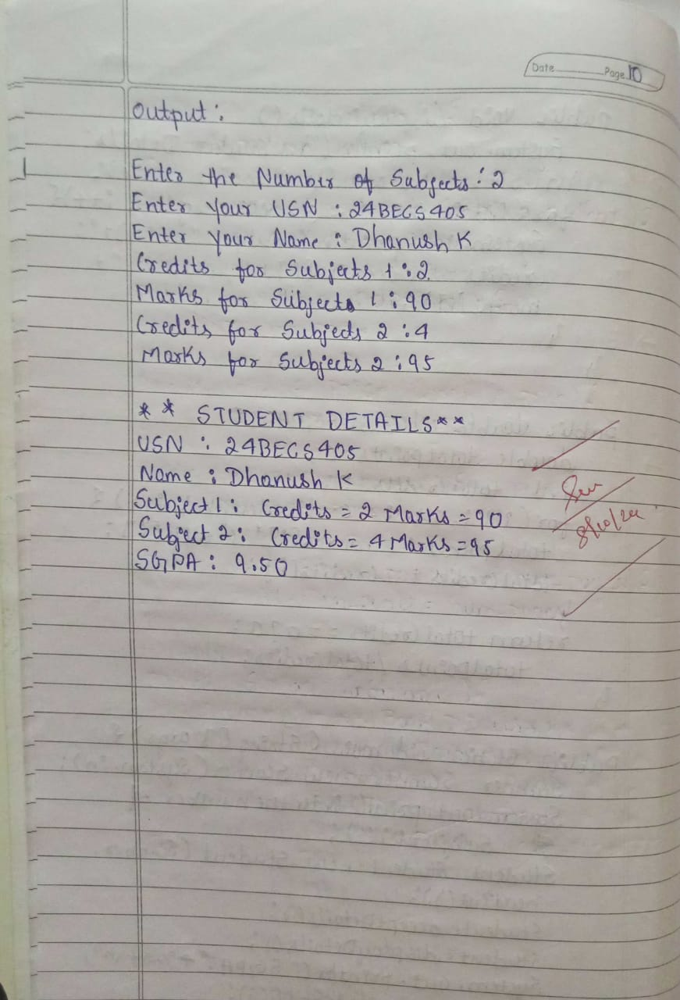 Date Page 10
Output:
Enter the Number of Subjects: 2
Enter your USN : 24BECS405
Enter your Name : Dhanush K
Credits for Subjects 1 : 2
Marks for Subjects 1 : 90
Credits for Subjects 2 : 4
Marks for Subjects 2 : 95
* * STUDENT DETAILS * *
USN : 24BECS405
Name : Dhanush K
Subject 1 : Credits = 2 Marks = 90
Subject 2 : Credits = 4 Marks = 95
SGPA : 9.50
8/10/24